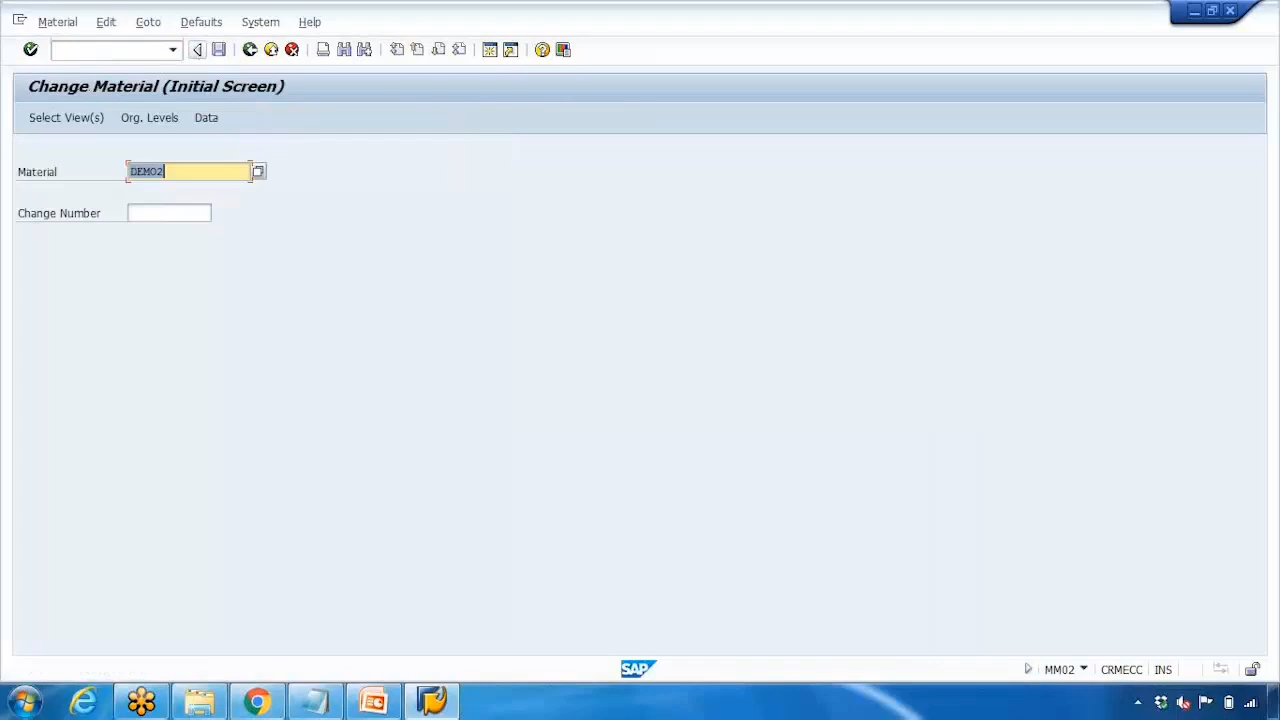 Material Edit Goto Defaults System Help
Change Material (Initial Screen)
Select View(s) Org. Levels Data
Material DEMO2
Change Number
SAP
MM02 CRMECC INS